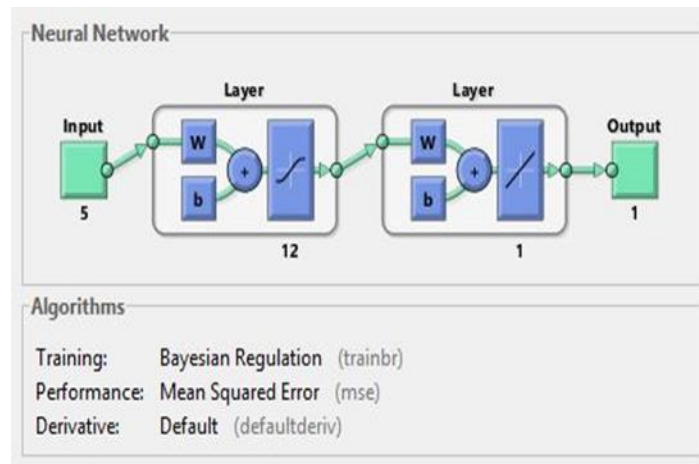 Neural Network
Layer Layer
Input Output
W W
+ +
b b
5 12 1 1
Algorithms
Training: Bayesian Regulation (trainbr)
Performance: Mean Squared Error (mse)
Derivative: Default (defaultderiv)